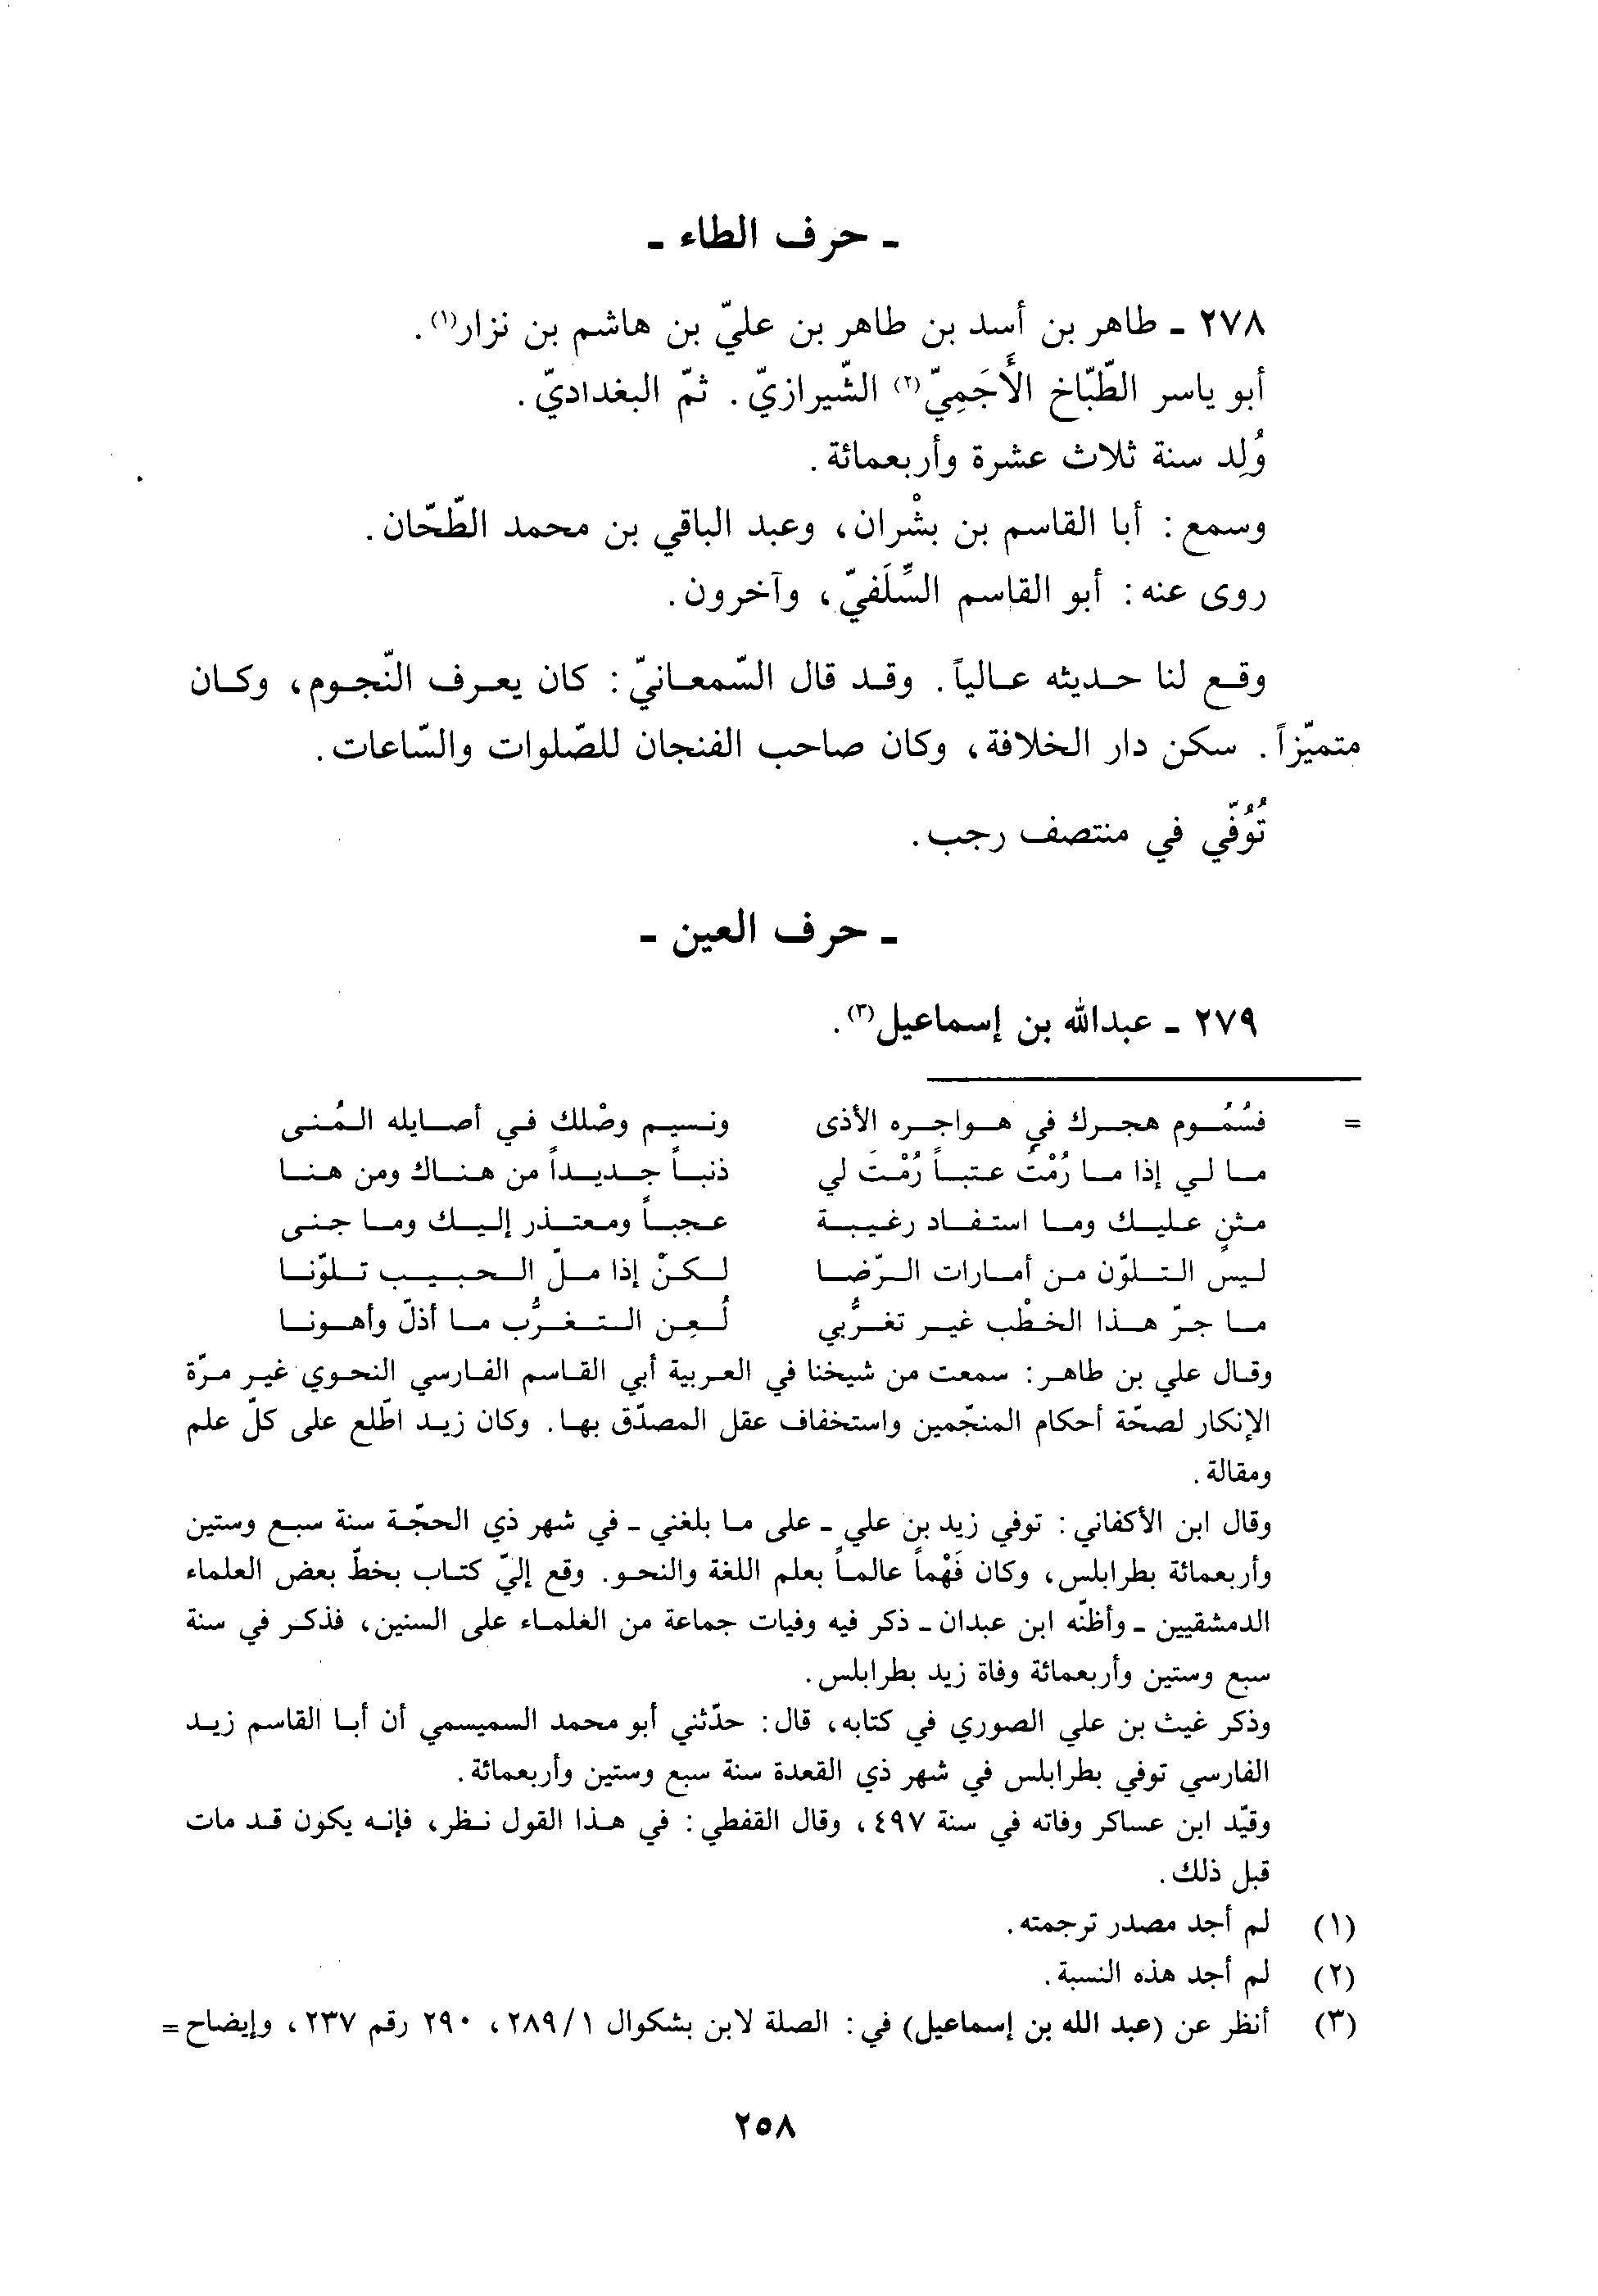 ـ حرف الطاء ـ
٢٧٨ ـ طاهر بن أسد بن طاهر بن عليّ بن هاشم بن نزار(١).
أبو ياسر الطّبّاخ الأَجَمِيّ(٢) الشّيرازيّ. ثمّ البغداديّ.
وُلِد سنة ثلاث عشرة وأربعمائة.
وسمع: أبا القاسم بن بشْران، وعبد الباقي بن محمد الطّحّان.
روى عنه: أبو القاسم السِّلَفيّ، وآخرون.
وقع لنا حديثه عالياً. وقد قال السّمعانيّ: كان يعرف النّجوم، وكان
متميّزاً. سكن دار الخلافة، وكان صاحب الفنجان للصّلوات والسّاعات.
تُوُفّي في منتصف رجب.
ـ حرف العين ـ
٢٧٩ ـ عبدالله بن إسماعيل(٣).
= فسُمُوم هجرك في هواجره الأذى ونسيم وصْلك في أصايله المُنى
ما لي إذا ما رُمْتُ عتباً رُمْتَ لي ذنباً جديداً من هناك ومن هنا
مثنٍ عليك وما استفاد رغيبة عجباً ومعتذر إليك وما جنى
ليس التلوّن من أمارات الرّضا لكنْ إذا ملّ الحبيب تلوّنا
ما جرّ هذا الخطْب غير تغرُّبي لُعِن التغرُّب ما أذلّ وأهونا
وقال علي بن طاهر: سمعت من شيخنا في العربية أبي القاسم الفارسي النحوي غير مرّة
الإنكار لصحّة أحكام المنجّمين واستخفاف عقل المصدّق بها. وكان زيد اطّلع على كلّ علم
ومقالة.
وقال ابن الأكفاني: توفي زيد بن علي ـ على ما بلغني ـ في شهر ذي الحجّة سنة سبع وستين
وأربعمائة بطرابلس، وكان فَهْماً عالماً بعلم اللغة والنحو. وقع إليّ كتاب بخطّ بعض العلماء
الدمشقيين ـ وأظنّه ابن عبدان ـ ذكر فيه وفيات جماعة من العلماء على السنين، فذكر في سنة
سبع وستين وأربعمائة وفاة زيد بطرابلس.
وذكر غيث بن علي الصوري في كتابه، قال: حدّثني أبو محمد السميسمي أن أبا القاسم زيد
الفارسي توفي بطرابلس في شهر ذي القعدة سنة سبع وستين وأربعمائة.
وقيّد ابن عساكر وفاته في سنة ٤٩٧، وقال القفطي: في هذا القول نظر، فإنه يكون قد مات
قبل ذلك.
(١) لم أجد مصدر ترجمته.
(٢) لم أجد هذه النسبة.
(٣) أنظر عن (عبد الله بن إسماعيل) في: الصلة لابن بشكوال ٢٨٩/١، ٢٩٠ رقم ٢٣٧، وإيضاح =
٢٥٨